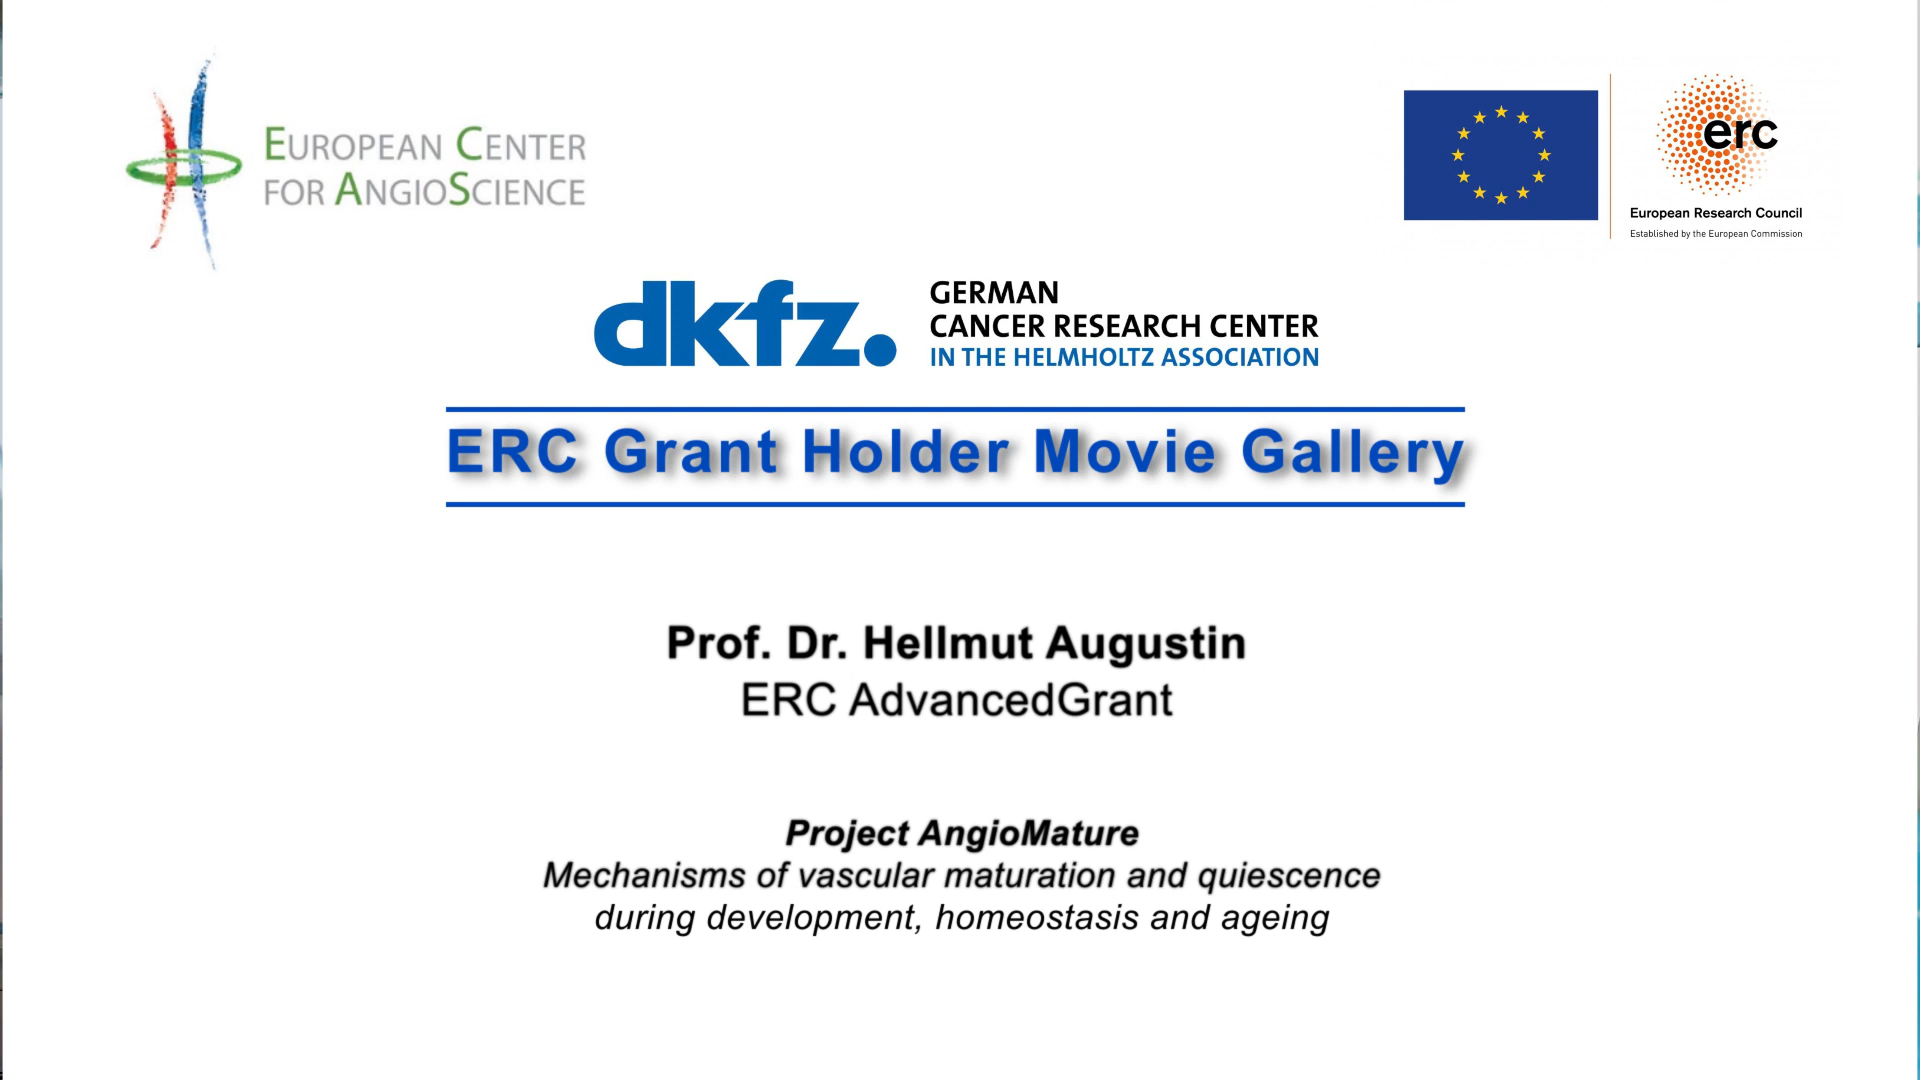 EUROPEAN CENTER
FOR ANGIOSCIENCE
erc
European Research Council
Established by the European Commission
dkfz.
GERMAN
CANCER RESEARCH CENTER
IN THE HELMHOLTZ ASSOCIATION
ERC Grant Holder Movie Gallery
Prof. Dr. Hellmut Augustin
ERC AdvancedGrant
Project AngioMature
Mechanisms of vascular maturation and quiescence
during development, homeostasis and ageing